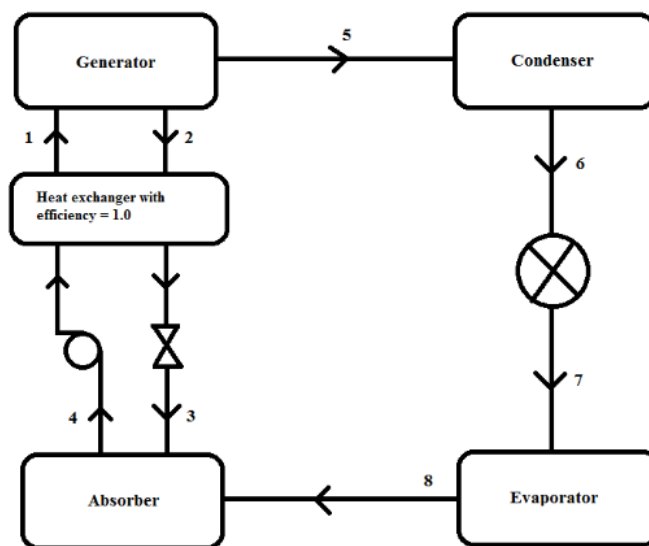 5
Generator
Condenser
1
2
6
Heat exchanger with
efficiency = 1.0
7
4
3
8
Absorber
Evaporator